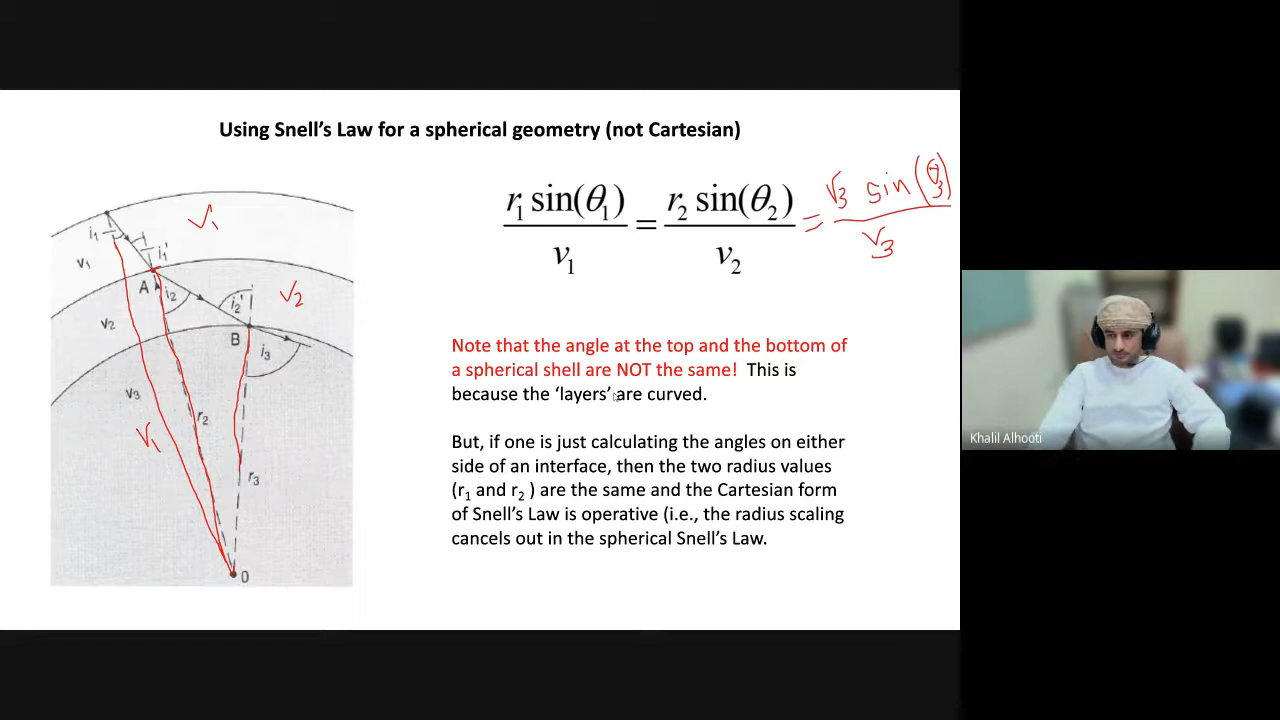 Using Snell's Law for a spherical geometry (not Cartesian)
r₁ sin(θ₁) / v₁ = r₂ sin(θ₂) / v₂ = r₃ sin(θ₃) / v₃
i₁
i₁'
V₁
v₁
A
i₂
i₂'
V₂
v₂
B
i₃
v₃
r₁
r₂
r₃
O
Note that the angle at the top and the bottom of
a spherical shell are NOT the same! This is
because the 'layers' are curved.
But, if one is just calculating the angles on either
side of an interface, then the two radius values
(r₁ and r₂ ) are the same and the Cartesian form
of Snell's Law is operative (i.e., the radius scaling
cancels out in the spherical Snell's Law.
Khalil Alhooti